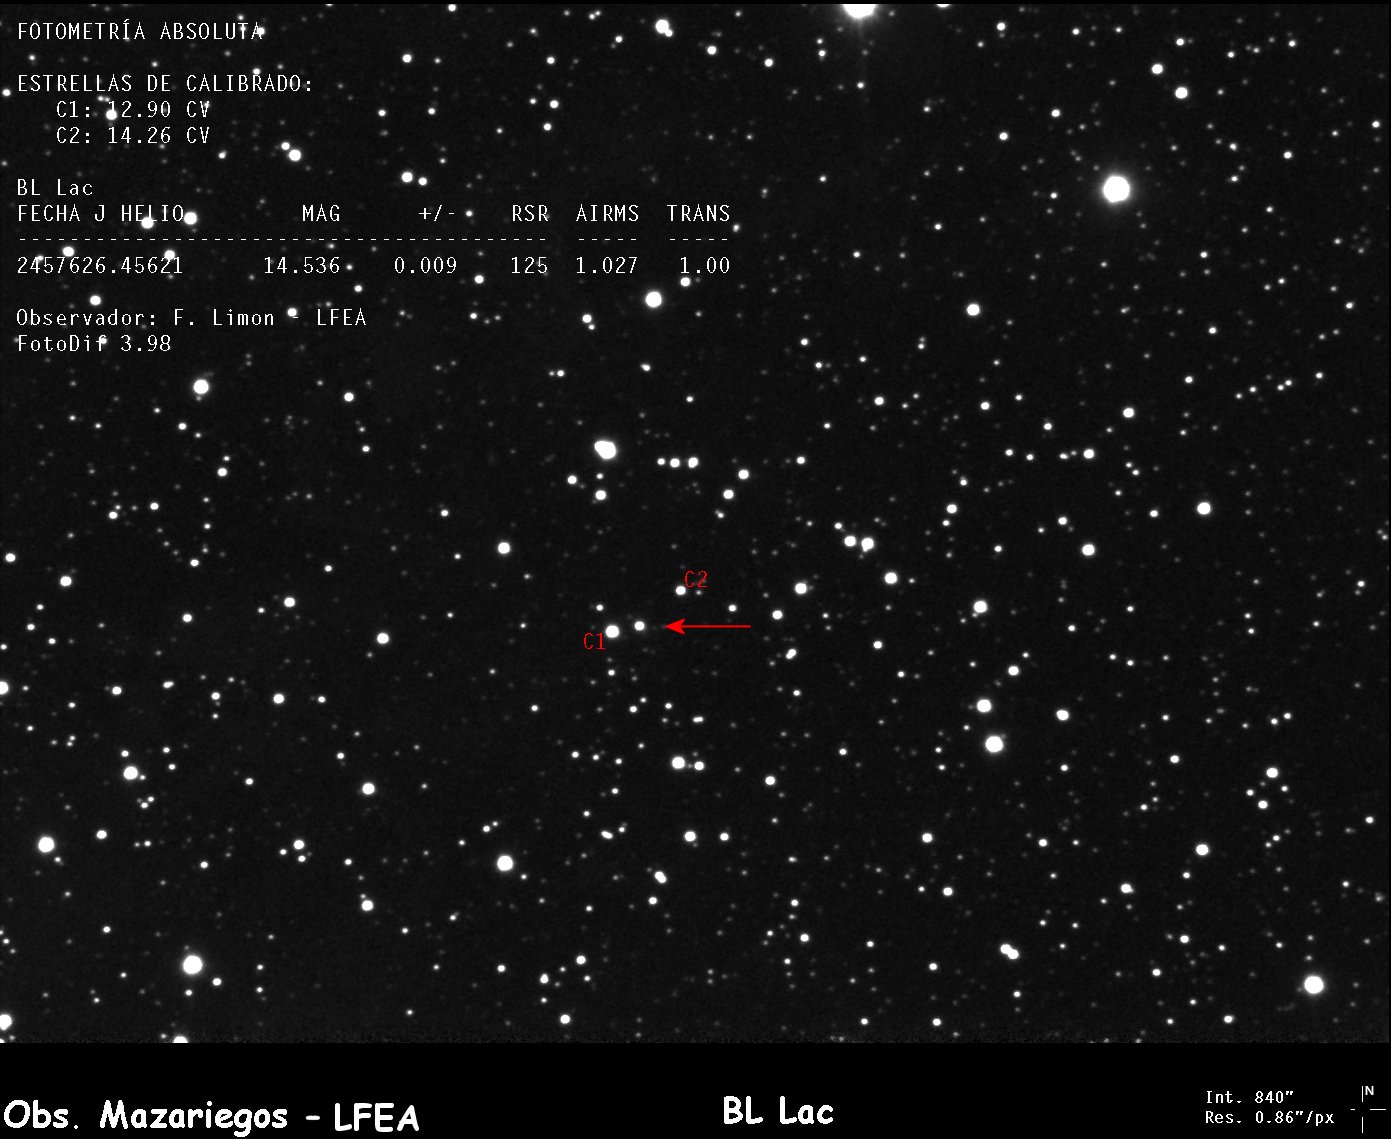 FOTOMETRÍA ABSOLUTA
ESTRELLAS DE CALIBRADO:
C1: 12.90 CV
C2: 14.26 CV
BL Lac
FECHA J HELIO MAG +/- RSR AIRMS TRANS
----------------------------------------- ----- -----
2457626.45621 14.536 0.009 125 1.027 1.00
Observador: F. Limon - LFEA
FotoDif 3.98
C2
C1
Obs. Mazariegos - LFEA
BL Lac
Int. 840”
Res. 0.86”/px
N